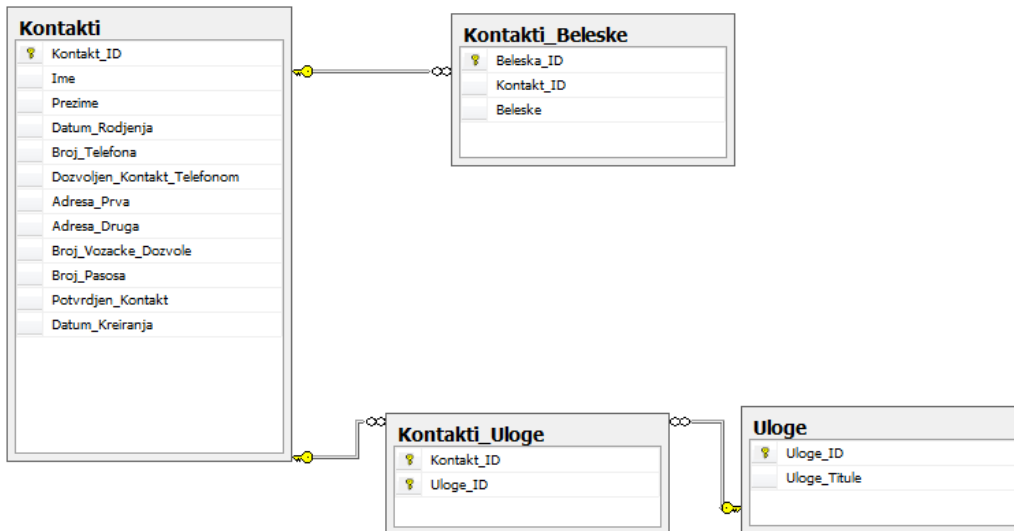 Kontakti
Kontakt_ID
Ime
Prezime
Datum_Rodjenja
Broj_Telefona
Dozvoljen_Kontakt_Telefonom
Adresa_Prva
Adresa_Druga
Broj_Vozacke_Dozvole
Broj_Pasosa
Potvrdjen_Kontakt
Datum_Kreiranja
Kontakti_Beleske
Beleska_ID
Kontakt_ID
Beleske
Kontakti_Uloge
Kontakt_ID
Uloge_ID
Uloge
Uloge_ID
Uloge_Titule